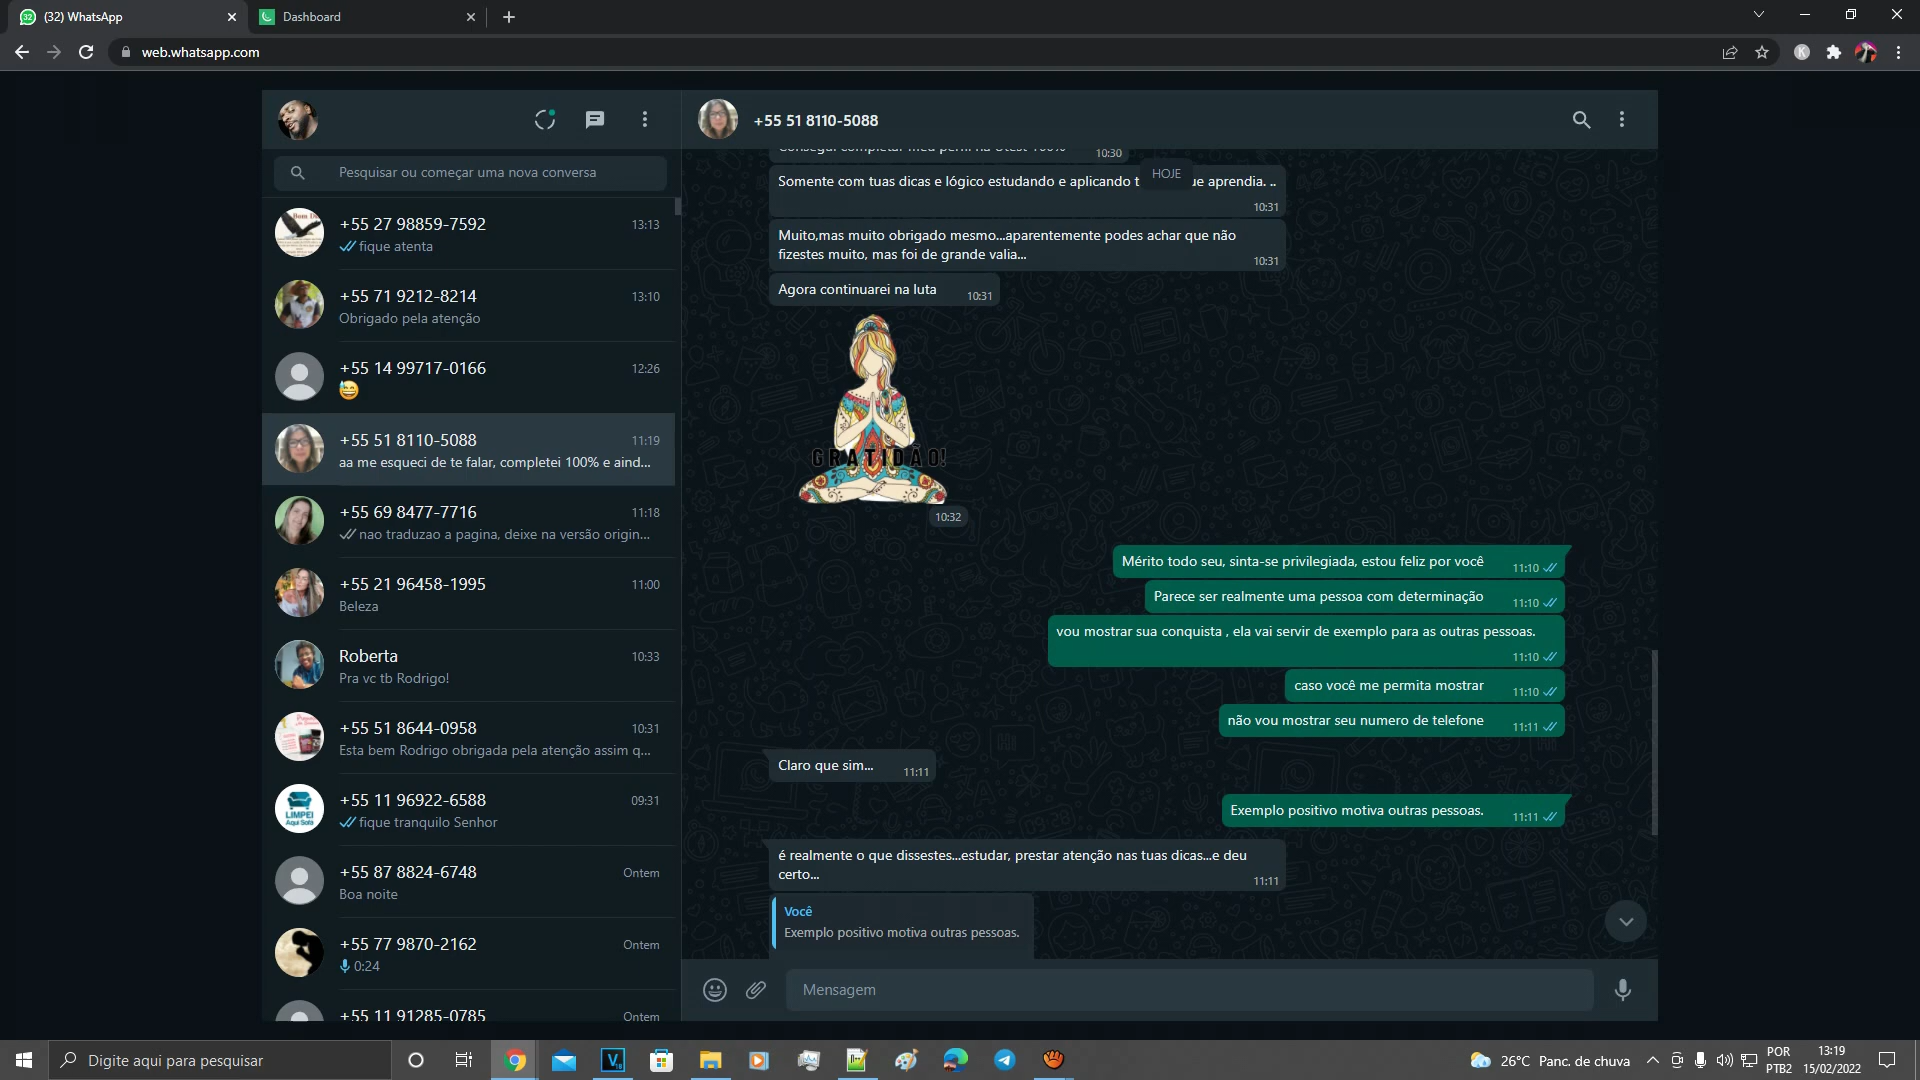 (32) WhatsApp
Dashboard
web.whatsapp.com
K
Pesquisar ou começar uma nova conversa
+55 27 98859-7592
13:13
fique atenta
+55 71 9212-8214
13:10
Obrigado pela atenção
+55 14 99717-0166
12:26
+55 51 8110-5088
11:19
aa me esqueci de te falar, completei 100% e aind...
+55 69 8477-7716
11:18
nao traduzao a pagina, deixe na versão origin...
+55 21 96458-1995
11:00
Beleza
Roberta
10:33
Pra vc tb Rodrigo!
+55 51 8644-0958
10:31
Esta bem Rodrigo obrigada pela atenção assim q...
LIMPEI
Aqui Sofá
+55 11 96922-6588
09:31
fique tranquilo Senhor
+55 87 8824-6748
Ontem
Boa noite
+55 77 9870-2162
Ontem
0:24
+55 11 91285-0785
Ontem
+55 51 8110-5088
10:30
HOJE
Somente com tuas dicas e lógico estudando e aplicando t ue aprendia. ..
10:31
Muito,mas muito obrigado mesmo...aparentemente podes achar que não
fizestes muito, mas foi de grande valia...
10:31
Agora continuarei na luta
10:31
GRATIDÃO!
10:32
Mérito todo seu, sinta-se privilegiada, estou feliz por você
11:10
Parece ser realmente uma pessoa com determinação
11:10
vou mostrar sua conquista , ela vai servir de exemplo para as outras pessoas.
11:10
caso você me permita mostrar
11:10
não vou mostrar seu numero de telefone
11:11
Claro que sim...
11:11
Exemplo positivo motiva outras pessoas.
11:11
é realmente o que dissestes...estudar, prestar atenção nas tuas dicas...e deu
certo...
11:11
Você
Exemplo positivo motiva outras pessoas.
Mensagem
Digite aqui para pesquisar
26°C Panc. de chuva
POR
PTB2
13:19
15/02/2022